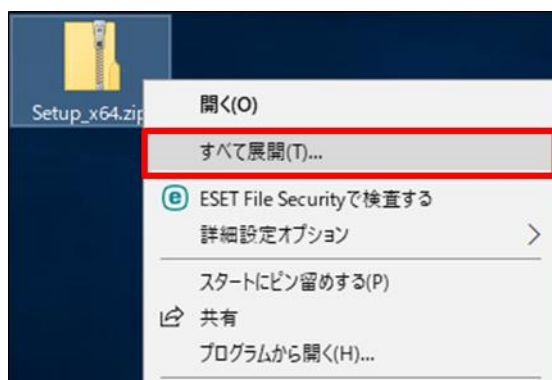 Setup_x64.zip
開く(O)
すべて展開(T)...
ESET File Securityで検査する
詳細設定オプション
スタートにピン留めする(P)
共有
プログラムから開く(H)...